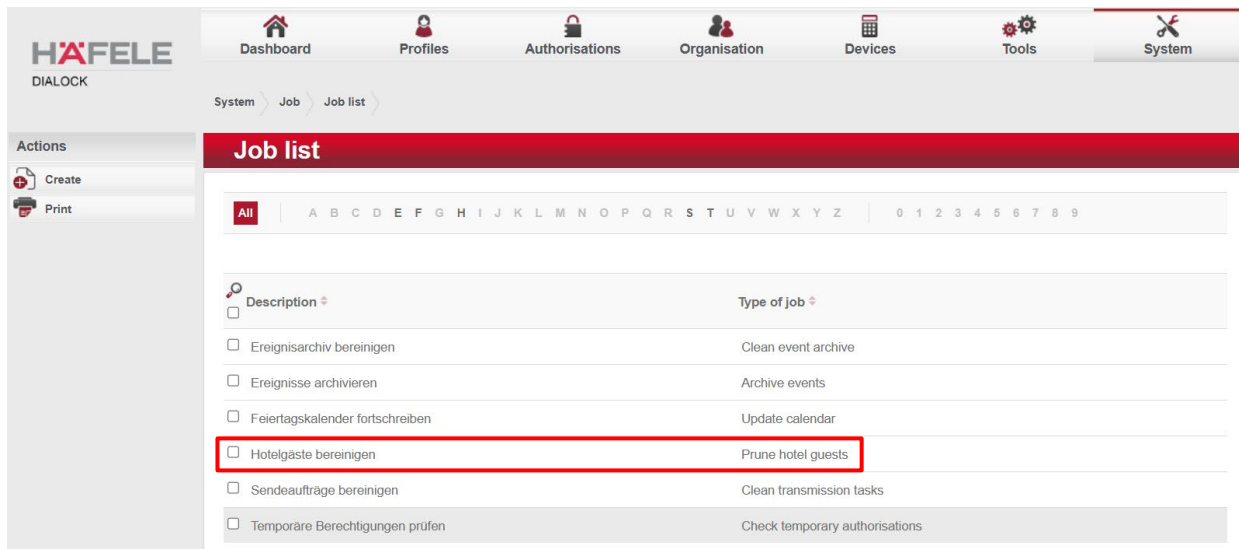 HÄFELE
DIALOCK
Dashboard Profiles Authorisations Organisation Devices Tools System
System Job Job list
Actions
Create
Print
Job list
All A B C D E F G H I J K L M N O P Q R S T U V W X Y Z 0 1 2 3 4 5 6 7 8 9
Description Type of job
Ereignisarchiv bereinigen Clean event archive
Ereignisse archivieren Archive events
Feiertagskalender fortschreiben Update calendar
Hotelgäste bereinigen Prune hotel guests
Sendeaufträge bereinigen Clean transmission tasks
Temporäre Berechtigungen prüfen Check temporary authorisations